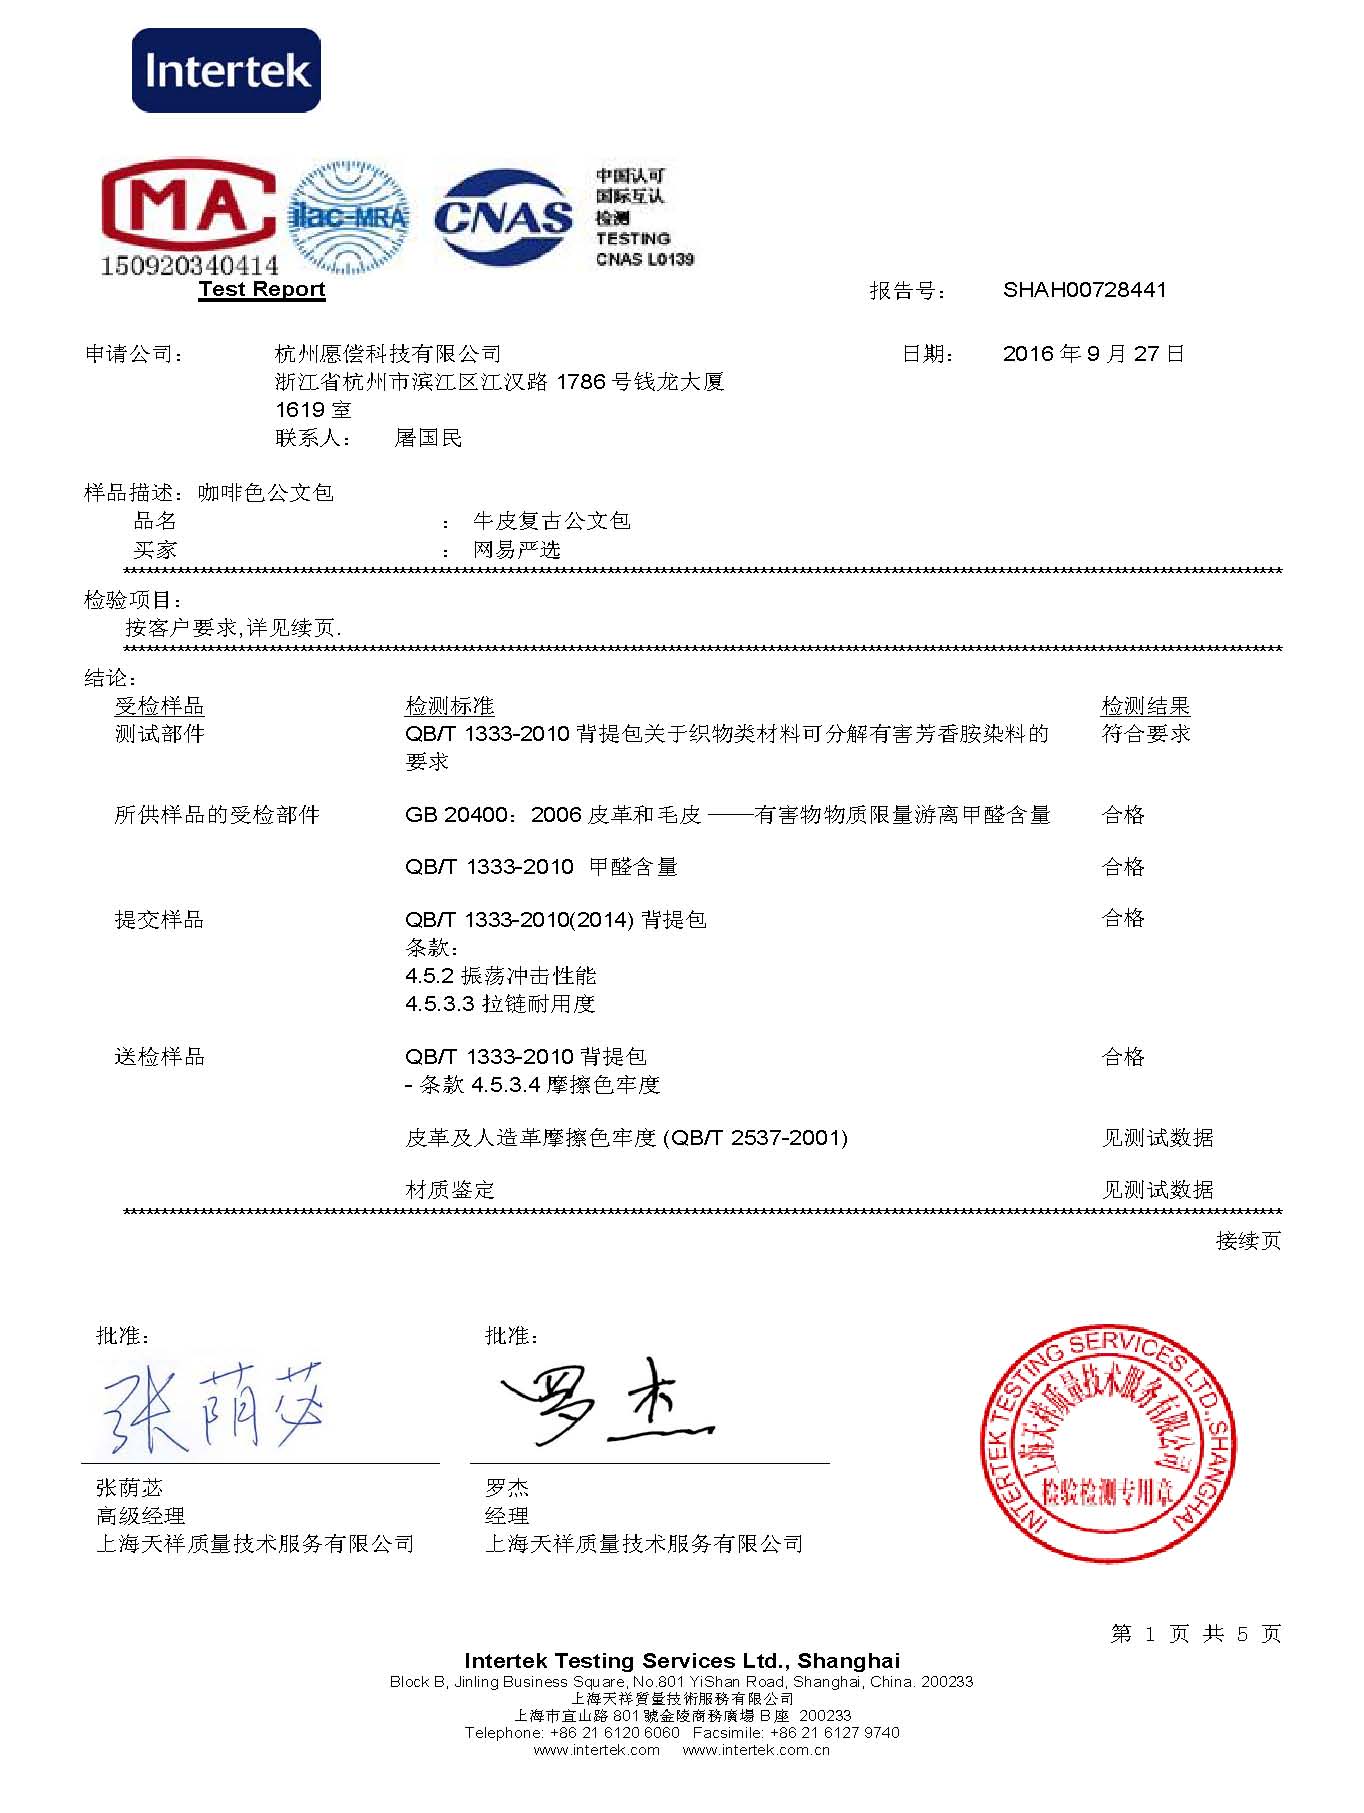 Intertek
MA
ilac-MRA
CNAS
中国认可
国际互认
检测
TESTING
CNAS L0139
150920340414
Test Report 报告号： SHAH00728441
申请公司： 杭州愿偿科技有限公司 日期： 2016 年 9 月 27 日
浙江省杭州市滨江区江汉路 1786 号钱龙大厦
1619 室
联系人： 屠国民
样品描述：咖啡色公文包
品名 ： 牛皮复古公文包
买家 ： 网易严选
检验项目：
按客户要求,详见续页.
结论：
受检样品 检测标准 检测结果
测试部件 QB/T 1333-2010 背提包关于织物类材料可分解有害芳香胺染料的 符合要求
要求
所供样品的受检部件 GB 20400：2006 皮革和毛皮 ——有害物物质限量游离甲醛含量 合格
QB/T 1333-2010 甲醛含量 合格
提交样品 QB/T 1333-2010(2014) 背提包 合格
条款：
4.5.2 振荡冲击性能
4.5.3.3 拉链耐用度
送检样品 QB/T 1333-2010 背提包 合格
- 条款 4.5.3.4 摩擦色牢度
皮革及人造革摩擦色牢度 (QB/T 2537-2001) 见测试数据
材质鉴定 见测试数据
接续页
批准： 批准：
张荫苾 罗杰
张荫苾 罗杰
高级经理 经理
上海天祥质量技术服务有限公司 上海天祥质量技术服务有限公司
INTERTEK TESTING SERVICES LTD., SHANGHAI
上海天祥质量技术服务有限公司
检验检测专用章
第 1 页 共 5 页
Intertek Testing Services Ltd., Shanghai
Block B, Jinling Business Square, No.801 YiShan Road, Shanghai, China. 200233
上海天祥質量技術服務有限公司
上海市宜山路 801 號金陵商務廣場 B 座 200233
Telephone: +86 21 6120 6060 Facsimile: +86 21 6127 9740
www.intertek.com www.intertek.com.cn